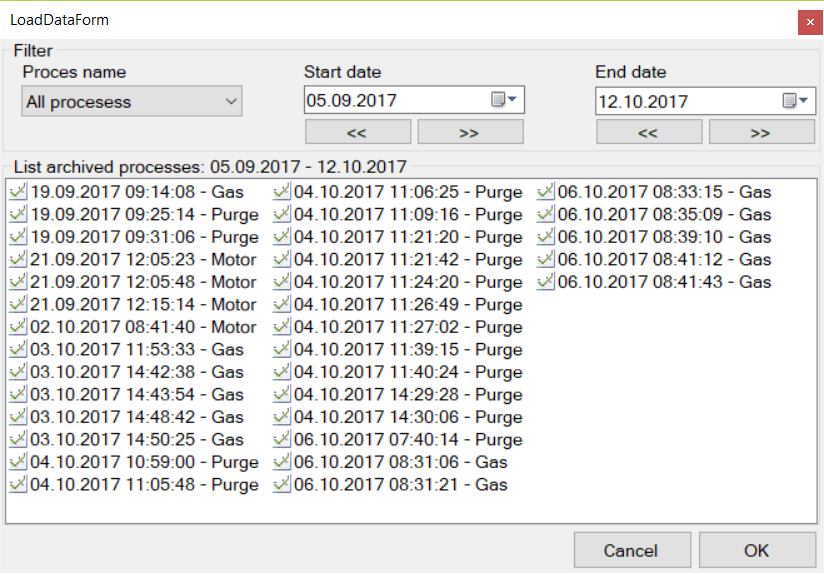 LoadDataForm
Filter
Proces name
Start date
End date
All procesess
05.09.2017
12.10.2017
<<
>>
<<
>>
List archived processes: 05.09.2017 - 12.10.2017
19.09.2017 09:14:08 - Gas
19.09.2017 09:25:14 - Purge
19.09.2017 09:31:06 - Purge
21.09.2017 12:05:23 - Motor
21.09.2017 12:05:48 - Motor
21.09.2017 12:15:14 - Motor
02.10.2017 08:41:40 - Motor
03.10.2017 11:53:33 - Gas
03.10.2017 14:42:38 - Gas
03.10.2017 14:43:54 - Gas
03.10.2017 14:48:42 - Gas
03.10.2017 14:50:25 - Gas
04.10.2017 10:59:00 - Purge
04.10.2017 11:05:48 - Purge
04.10.2017 11:06:25 - Purge
04.10.2017 11:09:16 - Purge
04.10.2017 11:21:20 - Purge
04.10.2017 11:21:42 - Purge
04.10.2017 11:24:20 - Purge
04.10.2017 11:26:49 - Purge
04.10.2017 11:27:02 - Purge
04.10.2017 11:39:15 - Purge
04.10.2017 11:40:24 - Purge
04.10.2017 14:29:28 - Purge
04.10.2017 14:30:06 - Purge
06.10.2017 07:40:14 - Purge
06.10.2017 08:31:06 - Gas
06.10.2017 08:31:21 - Gas
06.10.2017 08:33:15 - Gas
06.10.2017 08:35:09 - Gas
06.10.2017 08:39:10 - Gas
06.10.2017 08:41:12 - Gas
06.10.2017 08:41:43 - Gas
Cancel
OK